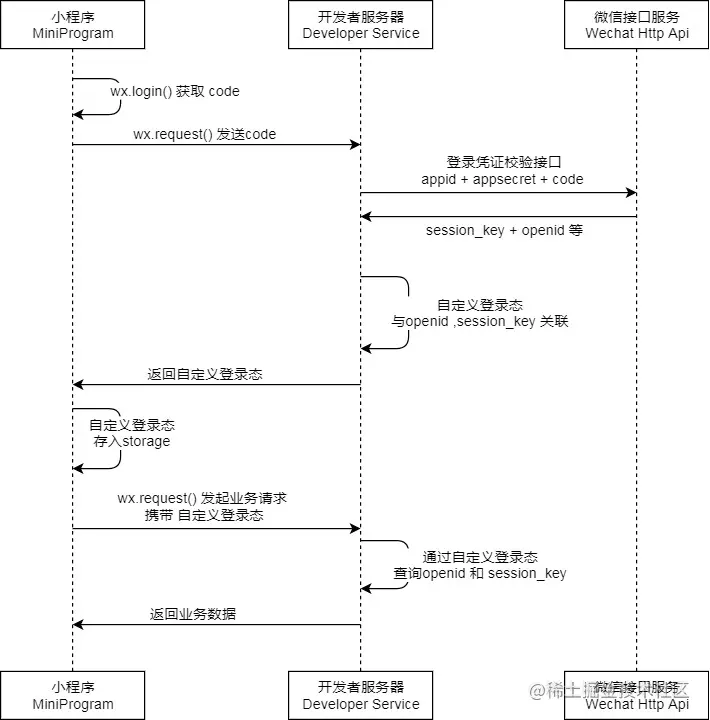 小程序
MiniProgram
开发者服务器
Developer Service
微信接口服务
Wechat Http Api
wx.login() 获取 code
wx.request() 发送code
登录凭证校验接口
appid + appsecret + code
session_key + openid 等
自定义登录态
与openid ,session_key 关联
返回自定义登录态
自定义登录态
存入storage
wx.request() 发起业务请求
携带 自定义登录态
通过自定义登录态
查询openid 和 session_key
返回业务数据
小程序
MiniProgram
开发者服务器
Developer Service
微信接口服务
Wechat Http Api
@稀土掘金技术社区